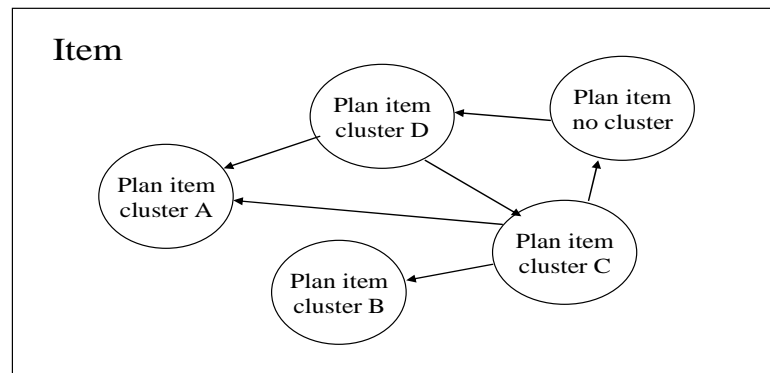 Item
Plan item
cluster D
Plan item
no cluster
Plan item
cluster A
Plan item
cluster C
Plan item
cluster B